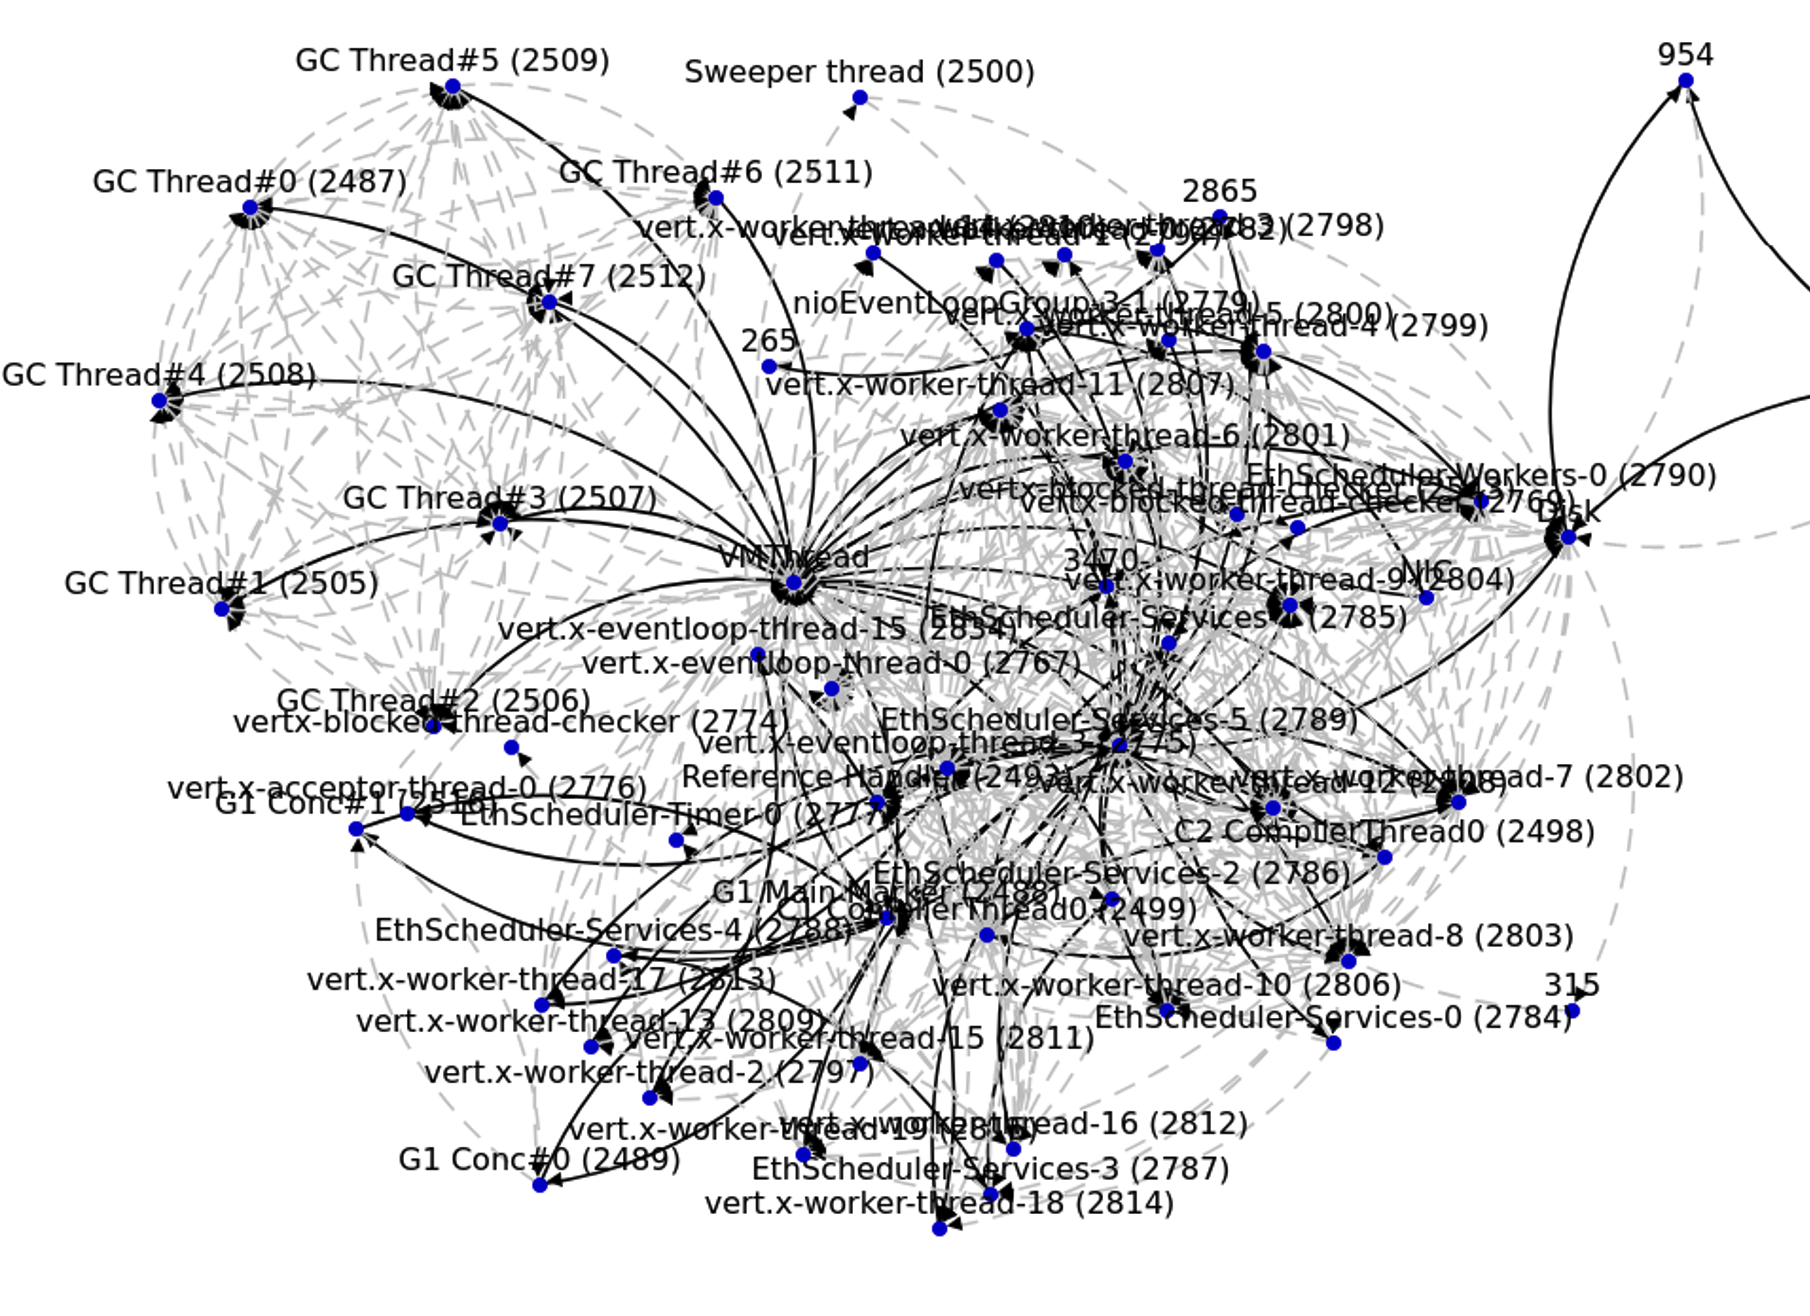 954
GC Thread#5 (2509)
Sweeper thread (2500)
GC Thread#6 (2511)
GC Thread#0 (2487)
2865
vert.x-worker-thread-3 (2798)
GC Thread#7 (2512)
nioEventLoopGroup-3-1 (2779)
vert.x-worker-thread-5 (2800)
vert.x-worker-thread-4 (2799)
265
GC Thread#4 (2508)
vert.x-worker-thread-11 (2807)
vert.x-worker-thread-6 (2801)
EthScheduler-Workers-0 (2790)
vertx-blocked-thread-checker
vertx-blocked-thread-checker (2769)
GC Thread#3 (2507)
Disk
VMThread
3470
NIC
vert.x-worker-thread-9 (2804)
GC Thread#1 (2505)
EthScheduler-Services (2785)
vert.x-eventloop-thread-15 (2834)
vert.x-eventloop-thread-0 (2767)
GC Thread#2 (2506)
vertx-blocked-thread-checker (2774)
EthScheduler-Services-5 (2789)
vert.x-eventloop-thread-3 (2775)
Reference Handler (2493)
vert.x-worker-thread-12
vert.x-worker-thread-7 (2802)
vert.x-acceptor-thread-0 (2776)
G1 Conc#1
EthScheduler-Timer-0 (2777)
C2 CompilerThread0 (2498)
EthScheduler-Services-2 (2786)
G1 Main Marker (2488)
C1 CompilerThread0 (2499)
EthScheduler-Services-4 (2788)
vert.x-worker-thread-8 (2803)
vert.x-worker-thread-17 (2813)
vert.x-worker-thread-10 (2806)
315
EthScheduler-Services-0 (2784)
vert.x-worker-thread-13 (2809)
vert.x-worker-thread-15 (2811)
vert.x-worker-thread-2 (2797)
vert.x-worker-thread-16 (2812)
vert.x-worker-thread-19
G1 Conc#0 (2489)
EthScheduler-Services-3 (2787)
vert.x-worker-thread-18 (2814)